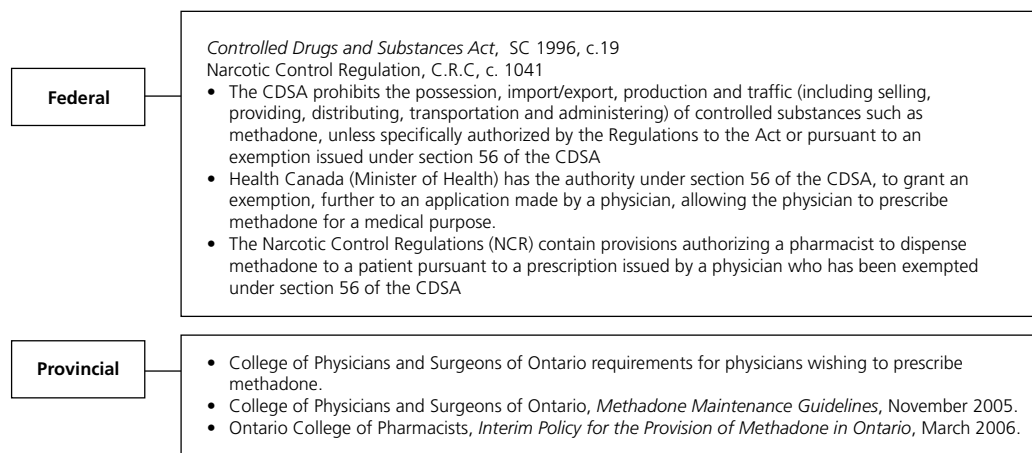 Federal
Controlled Drugs and Substances Act, SC 1996, c.19
Narcotic Control Regulation, C.R.C, c. 1041
• The CDSA prohibits the possession, import/export, production and traffic (including selling,
providing, distributing, transportation and administering) of controlled substances such as
methadone, unless specifically authorized by the Regulations to the Act or pursuant to an
exemption issued under section 56 of the CDSA
• Health Canada (Minister of Health) has the authority under section 56 of the CDSA, to grant an
exemption, further to an application made by a physician, allowing the physician to prescribe
methadone for a medical purpose.
• The Narcotic Control Regulations (NCR) contain provisions authorizing a pharmacist to dispense
methadone to a patient pursuant to a prescription issued by a physician who has been exempted
under section 56 of the CDSA
Provincial
• College of Physicians and Surgeons of Ontario requirements for physicians wishing to prescribe
methadone.
• College of Physicians and Surgeons of Ontario, Methadone Maintenance Guidelines, November 2005.
• Ontario College of Pharmacists, Interim Policy for the Provision of Methadone in Ontario, March 2006.